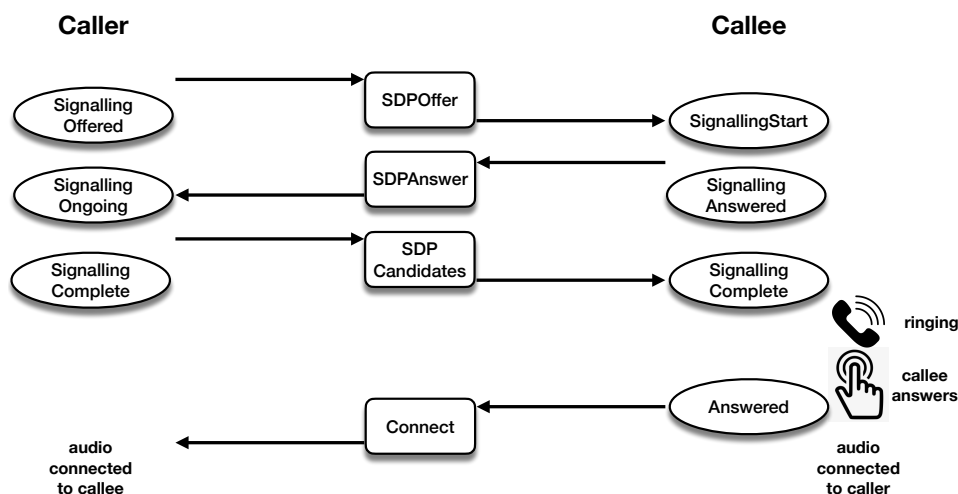 Caller
Callee
SDPOffer
Signalling
Offered
SignallingStart
SDPAnswer
Signalling
Ongoing
Signalling
Answered
SDP
Candidates
Signalling
Complete
Signalling
Complete
ringing
callee
answers
Answered
Connect
audio
connected
to callee
audio
connected
to caller